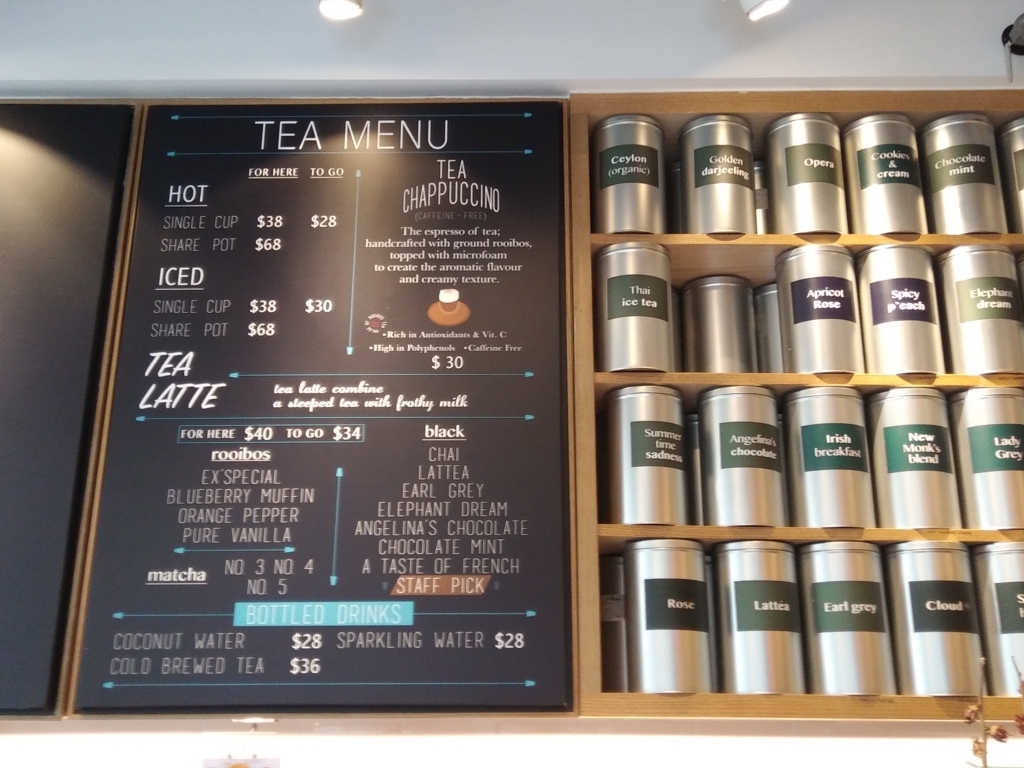 TEA MENU
FOR HERE TO GO
HOT
SINGLE CUP $38 $28
SHARE POT $68
ICED
SINGLE CUP $38 $30
SHARE POT $68
TEA
CHAPPUCCINO
(CAFFEINE - FREE)
The espresso of tea;
handcrafted with ground rooibos,
topped with microfoam
to create the aromatic flavour
and creamy texture.
•Rich in Antioxidants & Vit. C
•High in Polyphenols •Caffeine Free
$ 30
TEA
LATTE
tea latte combine
a steeped tea with frothy milk
FOR HERE $40 TO GO $34
rooibos
EX'SPECIAL
BLUEBERRY MUFFIN
ORANGE PEPPER
PURE VANILLA
matcha
NO. 3 NO. 4
NO. 5
black
CHAI
LATTEA
EARL GREY
ELEPHANT DREAM
ANGELINA'S CHOCOLATE
CHOCOLATE MINT
A TASTE OF FRENCH
STAFF PICK
BOTTLED DRINKS
COCONUT WATER $28 SPARKLING WATER $28
COLD BREWED TEA $36
Ceylon
(organic)
Golden
darjeeling
Opera
Cookies
&
cream
Chocolate
mint
Thai
ice tea
Apricot
Rose
Spicy
p'each
Elephant
dream
Summer
time
sadness
Angelina's
chocolate
Irish
breakfast
New
Monk's
blend
Lady
Grey
Rose
Lattéa
Earl grey
Cloud